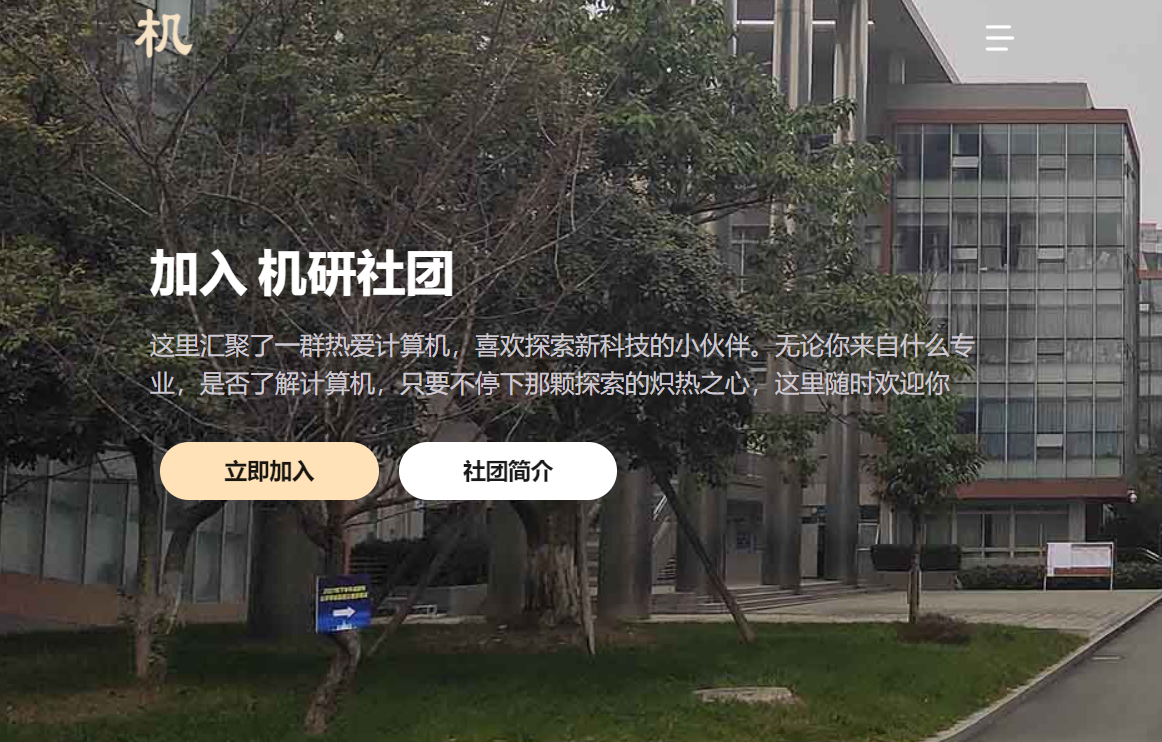 机
加入 机研社团
这里汇聚了一群热爱计算机，喜欢探索新科技的小伙伴。无论你来自什么专
业，是否了解计算机，只要不停下那颗探索的炽热之心，这里随时欢迎你
立即加入
社团简介